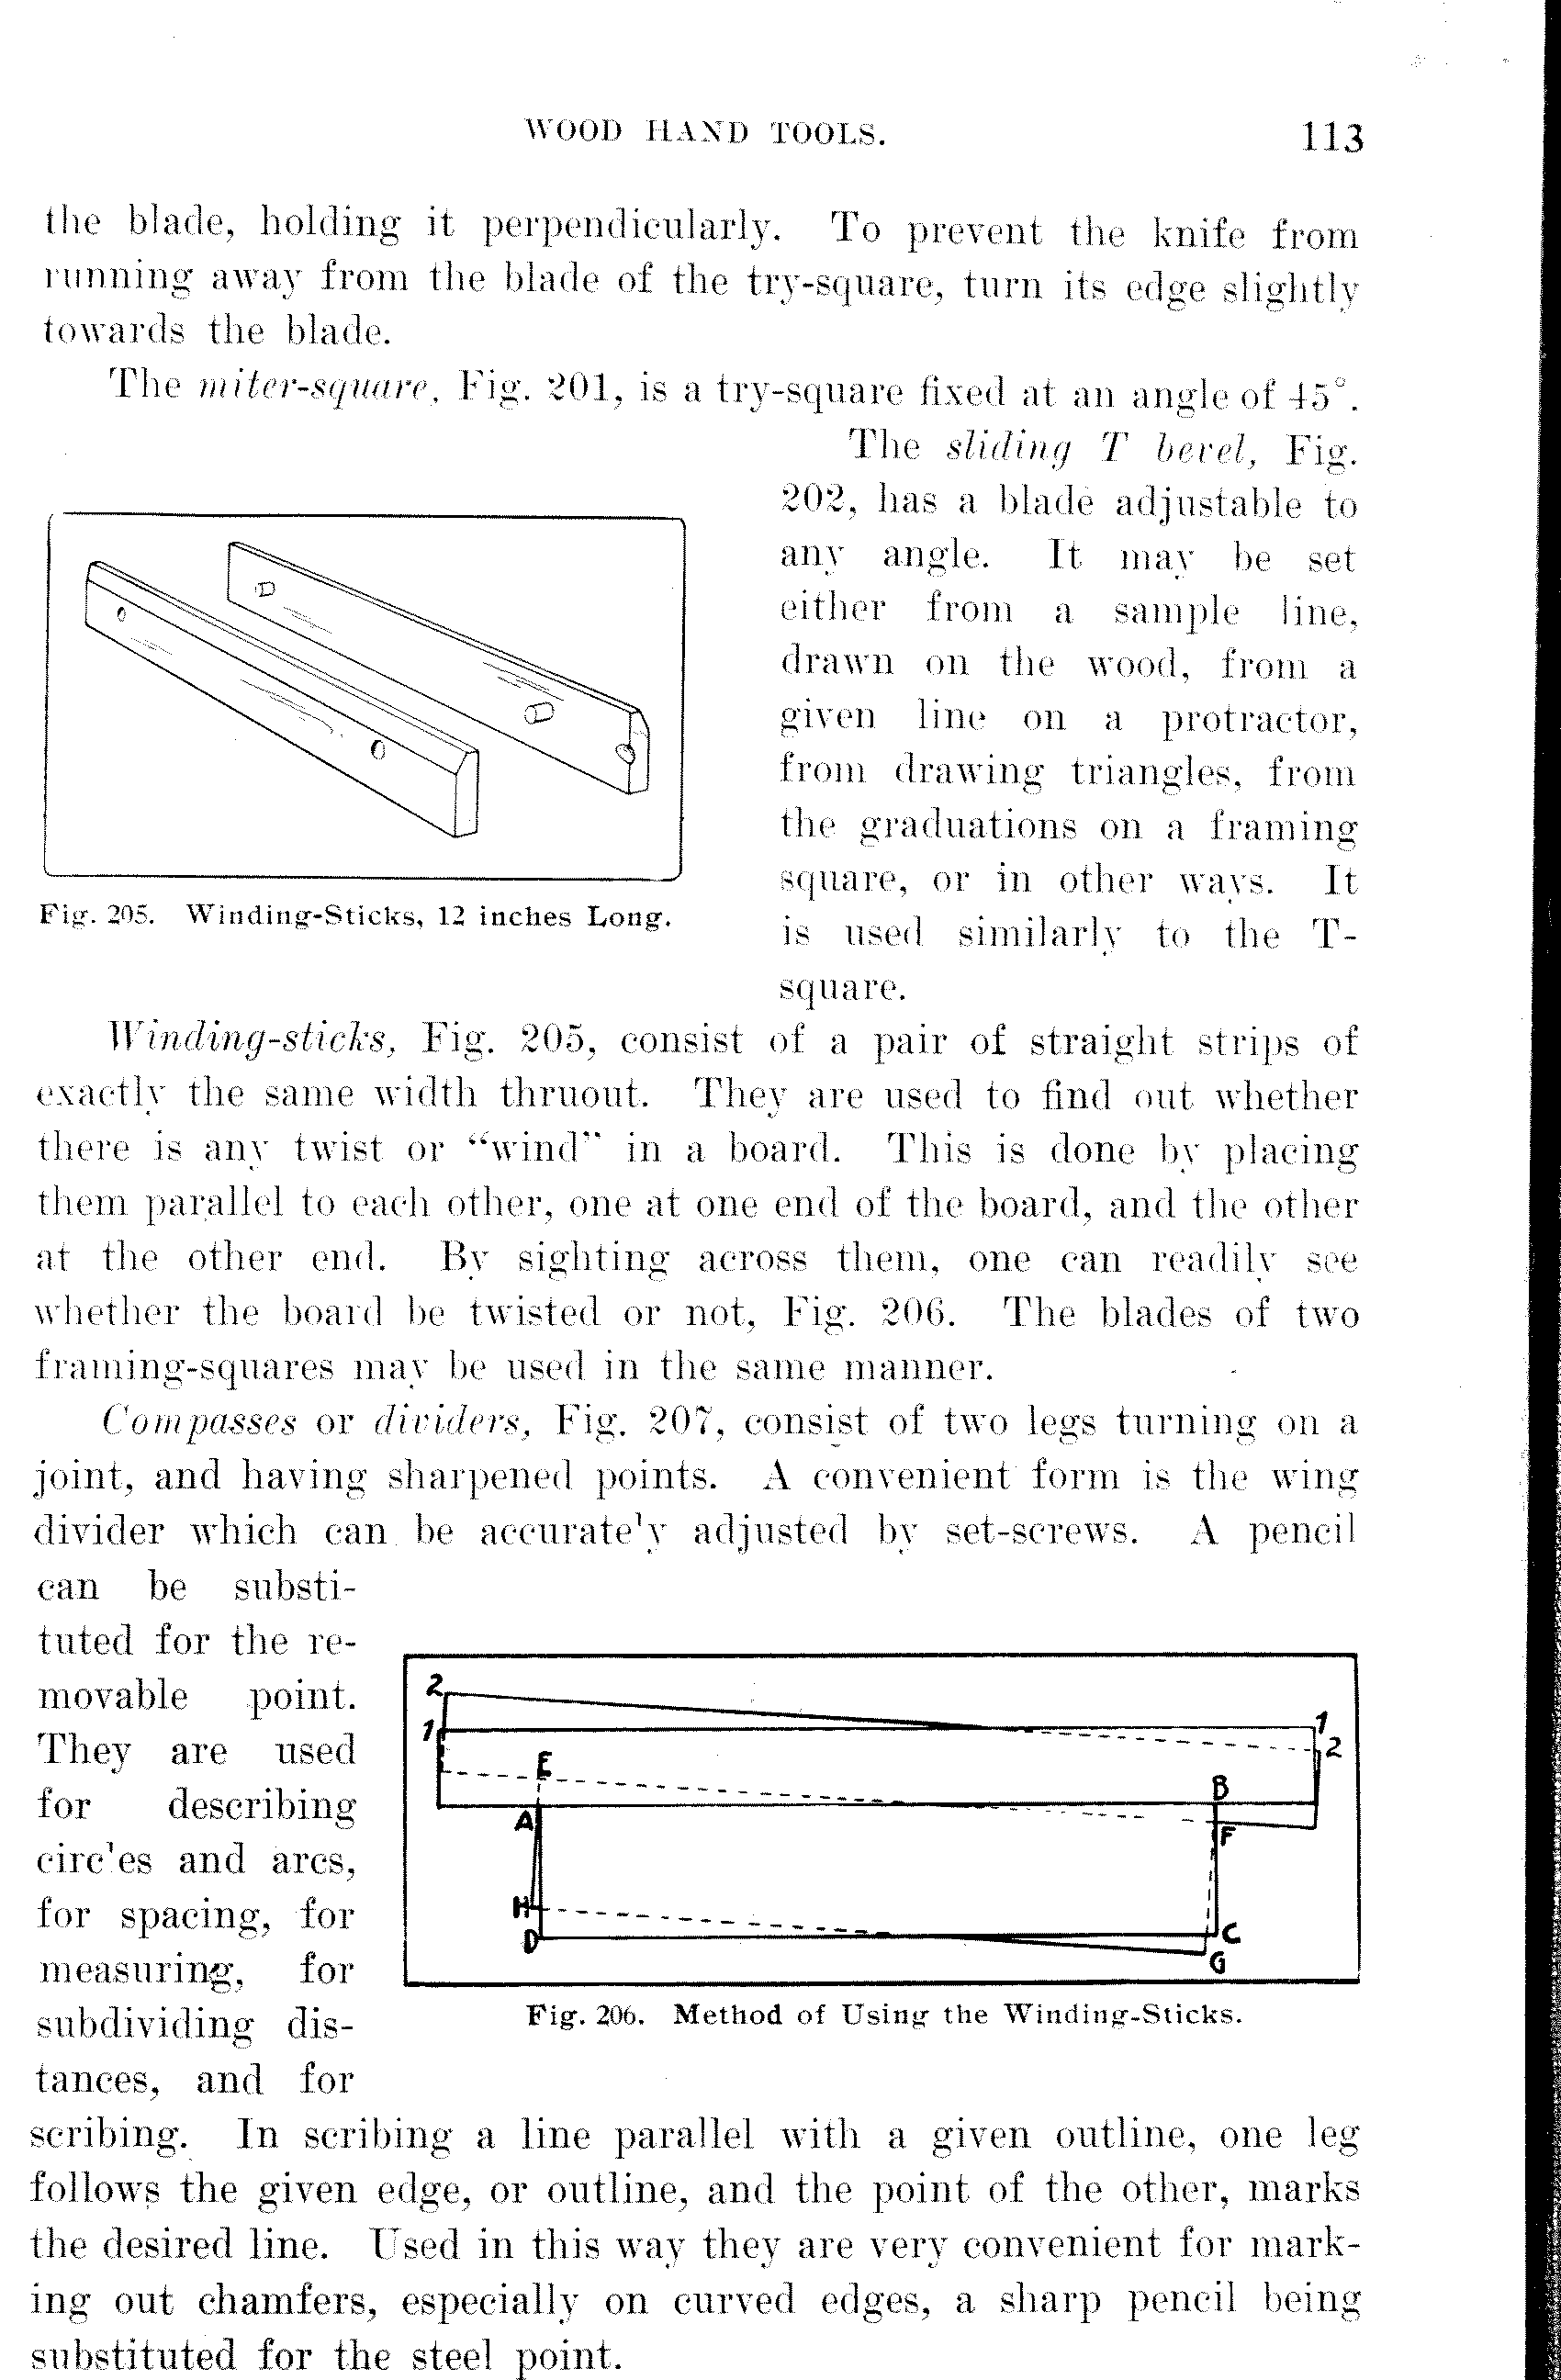 WOOD HAND TOOLS. 113
the blade, holding it perpendicularly. To prevent the knife from
running away from the blade of the try-square, turn its edge slightly
towards the blade.
The miter-square, Fig. 201, is a try-square fixed at an angle of 45°.
The sliding T bevel, Fig.
202, has a blade adjustable to
any angle. It may be set
either from a sample line,
drawn on the wood, from a
given line on a protractor,
from drawing triangles, from
the graduations on a framing
square, or in other ways. It
is used similarly to the T-
square.
Fig. 205. Winding-Sticks, 12 inches Long.
Winding-sticks, Fig. 205, consist of a pair of straight strips of
exactly the same width thruout. They are used to find out whether
there is any twist or “wind” in a board. This is done by placing
them parallel to each other, one at one end of the board, and the other
at the other end. By sighting across them, one can readily see
whether the board be twisted or not, Fig. 206. The blades of two
framing-squares may be used in the same manner.
Compasses or dividers, Fig. 207, consist of two legs turning on a
joint, and having sharpened points. A convenient form is the wing
divider which can be accurate'y adjusted by set-screws. A pencil
can be substi-
tuted for the re-
movable point.
They are used
for describing
circ'es and arcs,
for spacing, for
measuring, for
subdividing dis-
tances, and for
2
1
1
2
E
B
A
F
H
D
C
G
Fig. 206. Method of Using the Winding-Sticks.
scribing. In scribing a line parallel with a given outline, one leg
follows the given edge, or outline, and the point of the other, marks
the desired line. Used in this way they are very convenient for mark-
ing out chamfers, especially on curved edges, a sharp pencil being
substituted for the steel point.